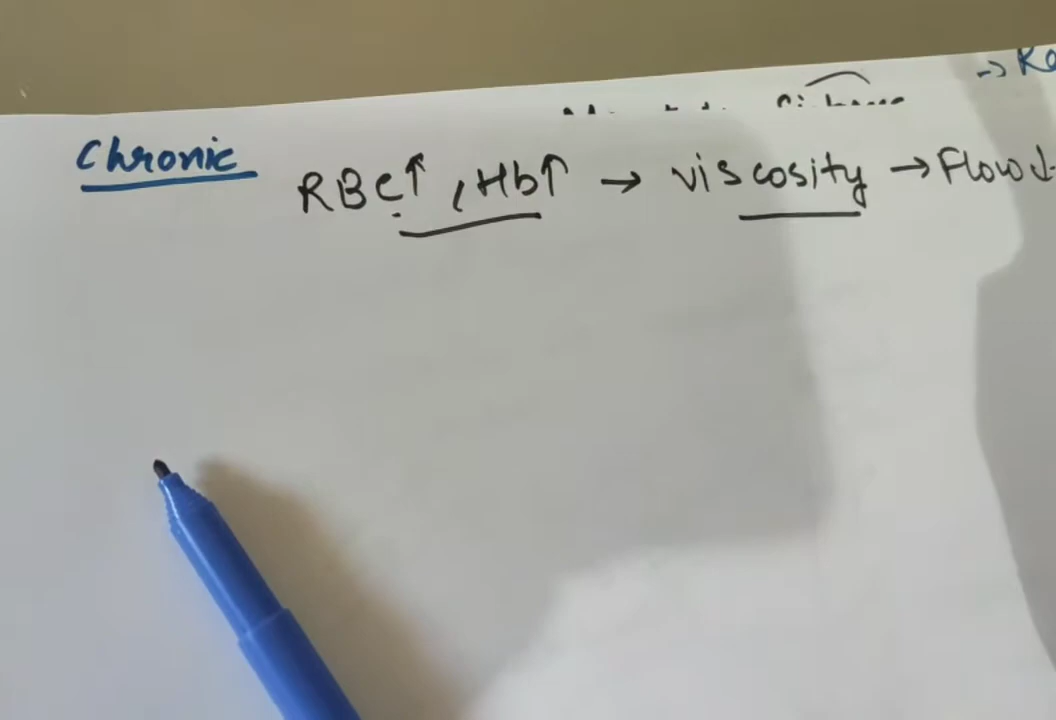 Chronic RBC↑, Hb↑ → viscosity → Flow↓